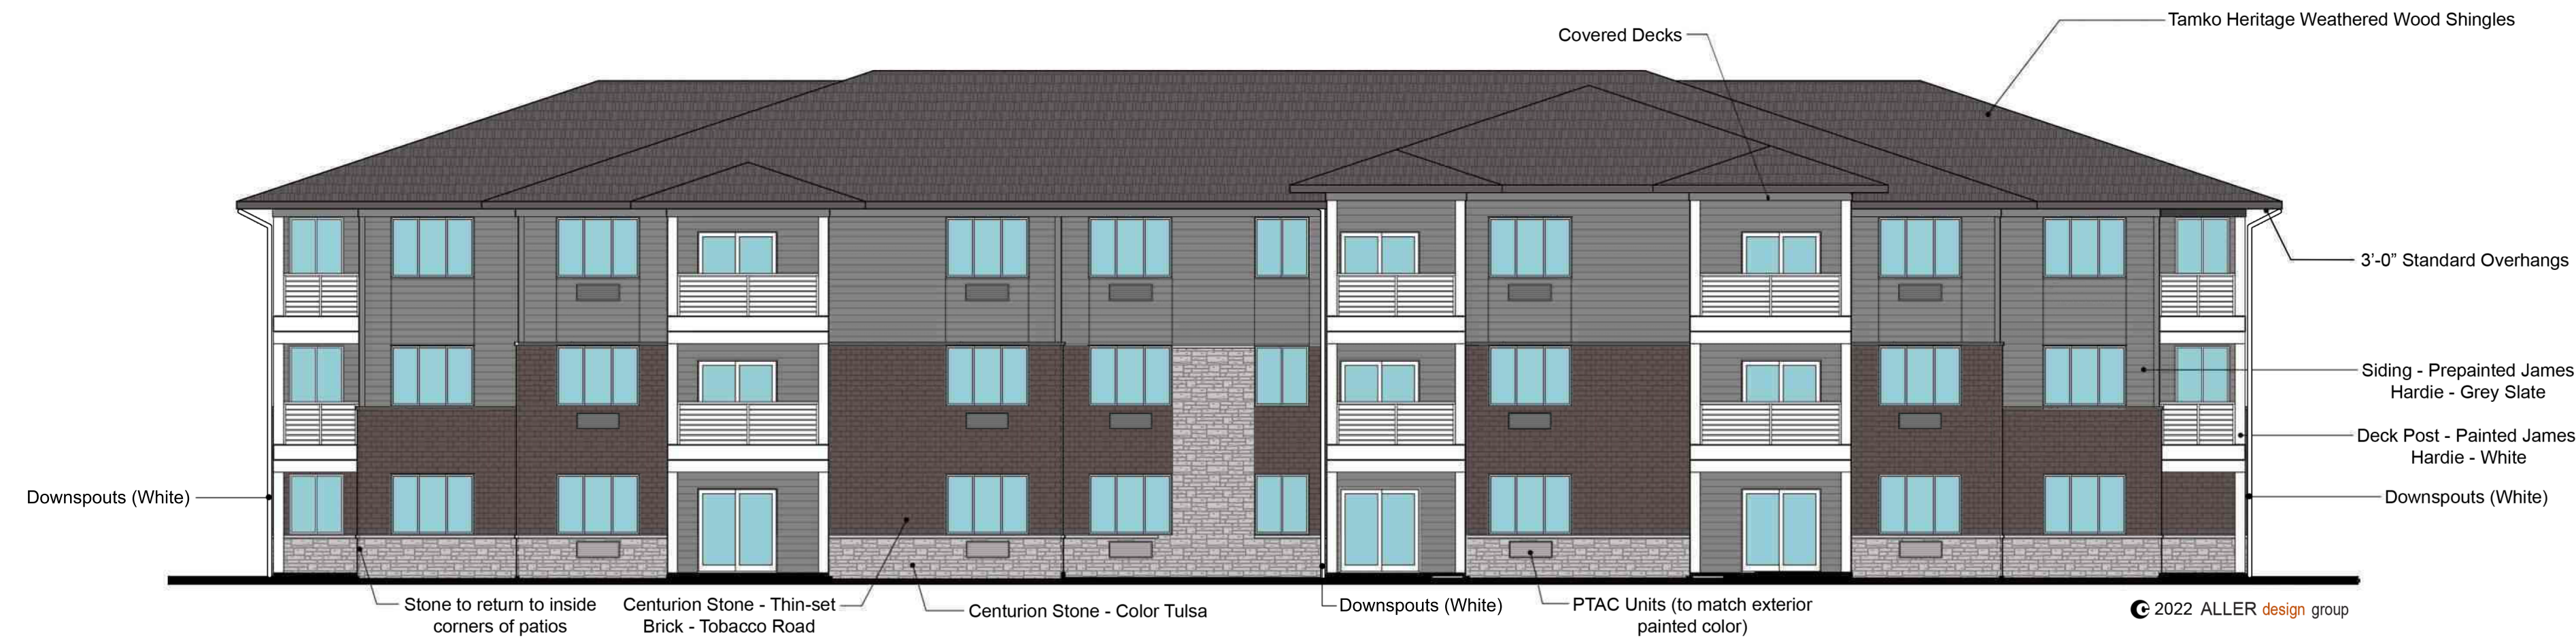 Tamko Heritage Weathered Wood Shingles
Covered Decks
3’-0” Standard Overhangs
Siding - Prepainted James
Hardie - Grey Slate
Deck Post - Painted James
Hardie - White
Downspouts (White)
Downspouts (White)
Stone to return to inside
corners of patios
Centurion Stone - Thin-set
Brick - Tobacco Road
Centurion Stone - Color Tulsa
Downspouts (White)
PTAC Units (to match exterior
painted color)
2022 ALLER design group